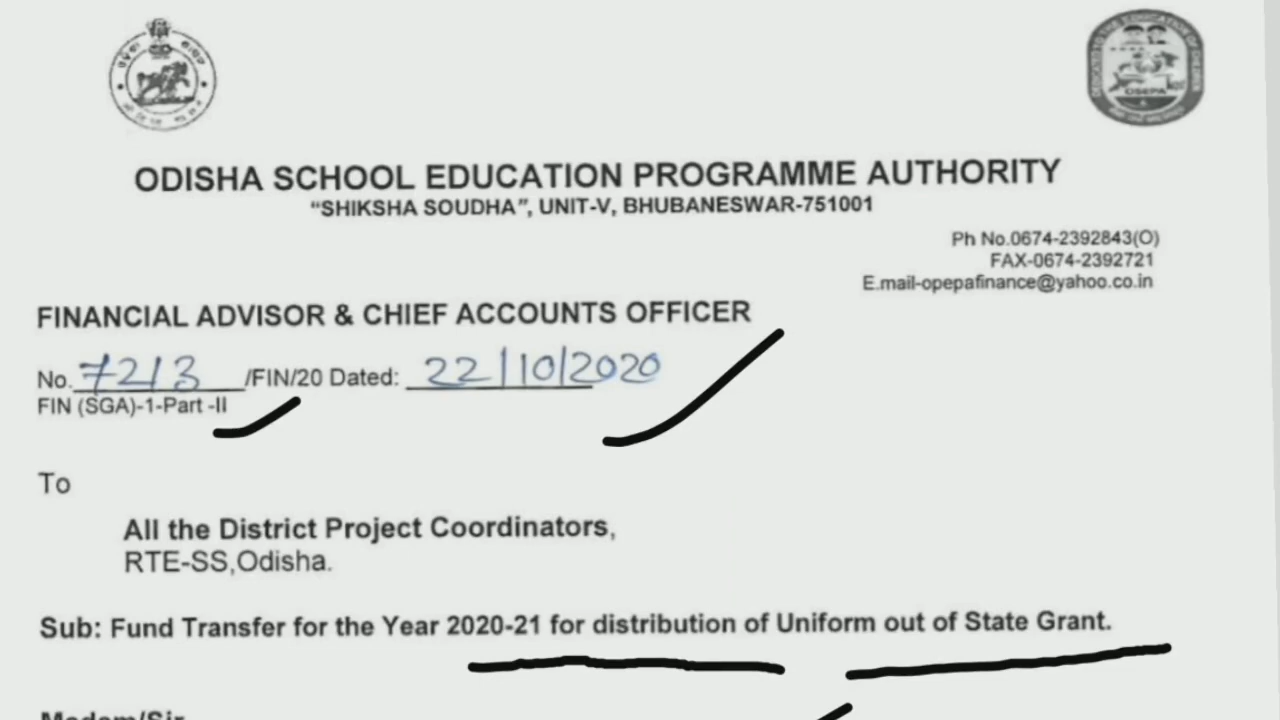 ODISHA SCHOOL EDUCATION PROGRAMME AUTHORITY
“SHIKSHA SOUDHA”, UNIT-V, BHUBANESWAR-751001
Ph No.0674-2392843(O)
FAX-0674-2392721
E.mail-opepafinance@yahoo.co.in
FINANCIAL ADVISOR & CHIEF ACCOUNTS OFFICER
No. 7213 /FIN/20 Dated: 22/10/2020
FIN (SGA)-1-Part -II
To
All the District Project Coordinators,
RTE-SS,Odisha.
Sub: Fund Transfer for the Year 2020-21 for distribution of Uniform out of State Grant.
Madam/Sir
OSEPA